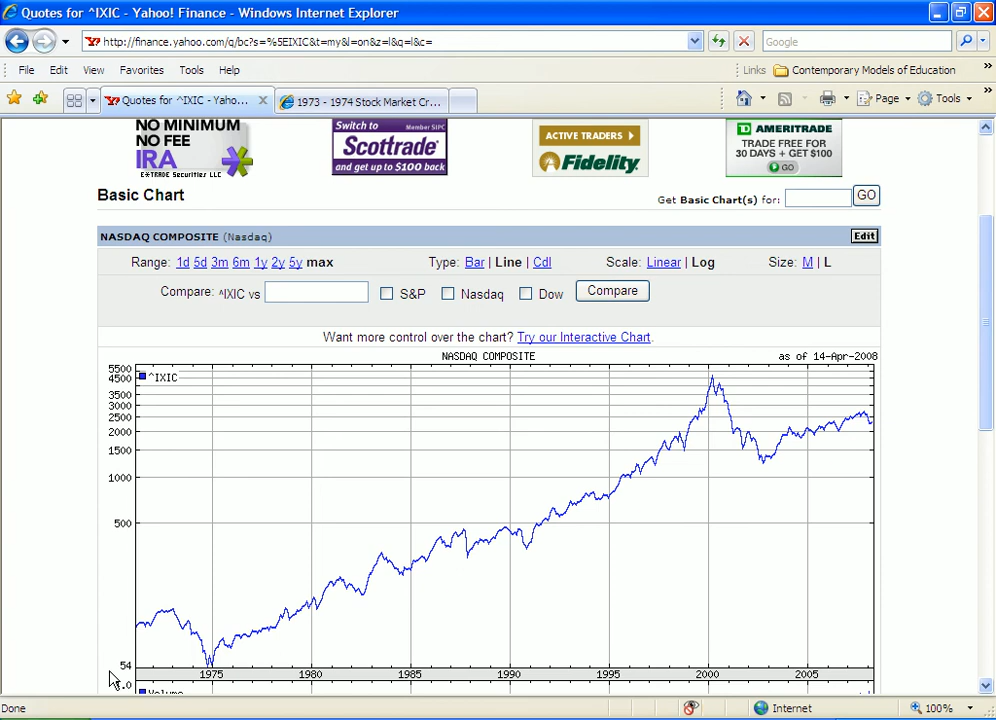 Quotes for ^IXIC - Yahoo! Finance - Windows Internet Explorer
http://finance.yahoo.com/q/bc?s=%5EIXIC&t=my&l=on&z=l&q=l&c=
Google
File Edit View Favorites Tools Help
Links Contemporary Models of Education
Quotes for ^IXIC - Yaho... 1973 - 1974 Stock Market Cr... Page Tools
NO MINIMUM
NO FEE
IRA
E*TRADE Securities LLC
Switch to Member SIPC
Scottrade
and get up to $100 back
ACTIVE TRADERS
Fidelity
AMERITRADE
TRADE FREE FOR
30 DAYS + GET $100
GO
Basic Chart
Get Basic Chart(s) for: GO
NASDAQ COMPOSITE (Nasdaq) Edit
Range: 1d 5d 3m 6m 1y 2y 5y max Type: Bar | Line | Cdl Scale: Linear | Log Size: M | L
Compare: ^IXIC vs S&P Nasdaq Dow Compare
Want more control over the chart? Try our Interactive Chart.
NASDAQ COMPOSITE as of 14-Apr-2008
^IXIC
5500
4500
3500
3000
2500
2000
1500
1000
500
54
1975 1980 1985 1990 1995 2000 2005
Volume
Done Internet 100%